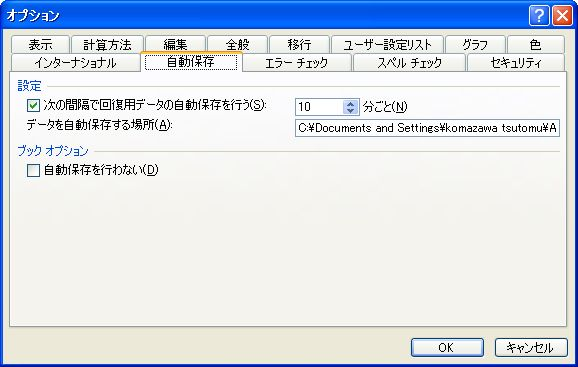 オプション
表示 計算方法 編集 全般 移行 ユーザー設定リスト グラフ 色
インターナショナル 自動保存 エラー チェック スペル チェック セキュリティ
設定
次の間隔で回復用データの自動保存を行う(S): 10 分ごと(N)
データを自動保存する場所(A): C:¥Documents and Settings¥komazawa tsutomu¥A
ブック オプション
自動保存を行わない(D)
OK キャンセル